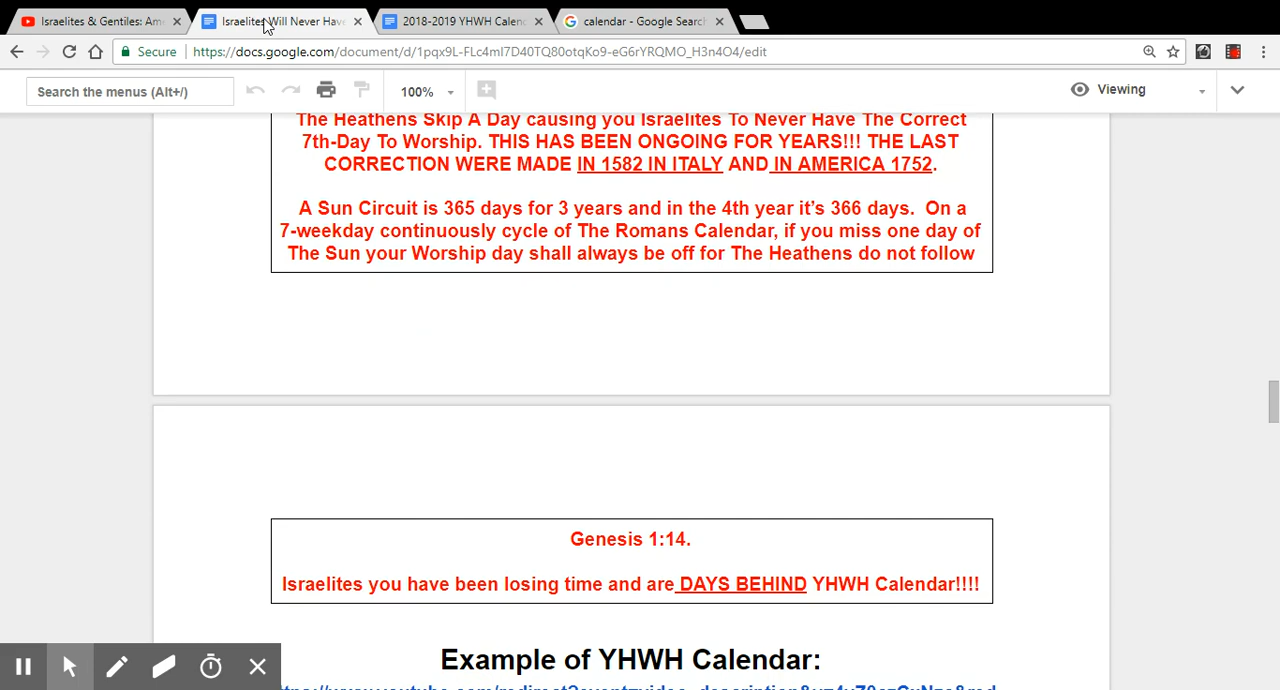 Israelites & Gentiles: Am
Israelites Will Never Hav
2018-2019 YHWH Calen
calendar - Google Searc
Secure
https://docs.google.com/document/d/1pqx9L-FLc4ml7D40TQ80otqKo9-eG6rYRQMO_H3n4O4/edit
Search the menus (Alt+/)
100%
Viewing
The Heathens Skip A Day causing you Israelites To Never Have The Correct
7th-Day To Worship. THIS HAS BEEN ONGOING FOR YEARS!!! THE LAST
CORRECTION WERE MADE IN 1582 IN ITALY AND IN AMERICA 1752.
A Sun Circuit is 365 days for 3 years and in the 4th year it's 366 days. On a
7-weekday continuously cycle of The Romans Calendar, if you miss one day of
The Sun your Worship day shall always be off for The Heathens do not follow
Genesis 1:14.
Israelites you have been losing time and are DAYS BEHIND YHWH Calendar!!!!
Example of YHWH Calendar: